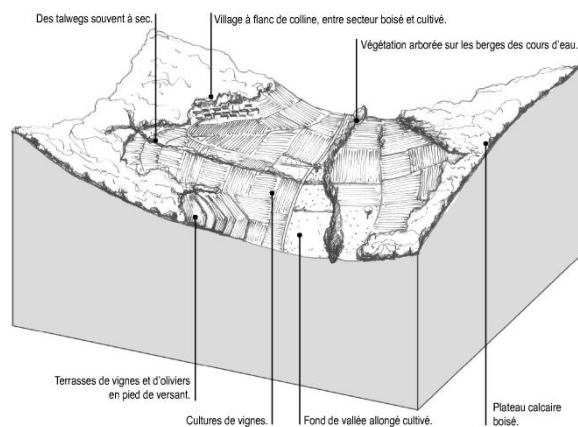 Des talwegs souvent à sec.
Village à flanc de colline, entre secteur boisé et cultivé.
Végétation arborée sur les berges des cours d'eau.
Terrasses de vignes et d'oliviers
en pied de versant.
Cultures de vignes.
Fond de vallée allongé cultivé.
Plateau calcaire
boisé.